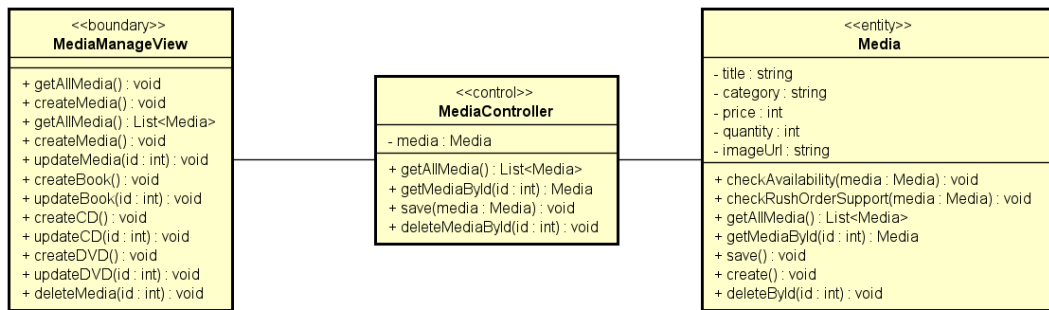 <<boundary>>
MediaManageView
+ getAllMedia() : void
+ createMedia() : void
+ getAllMedia() : List<Media>
+ createMedia() : void
+ updateMedia(id : int) : void
+ createBook() : void
+ updateBook(id : int) : void
+ createCD() : void
+ updateCD(id : int) : void
+ createDVD() : void
+ updateDVD(id : int) : void
+ deleteMedia(id : int) : void
<<control>>
MediaController
- media : Media
+ getAllMedia() : List<Media>
+ getMediaById(id : int) : Media
+ save(media : Media) : void
+ deleteMediaById(id : int) : void
<<entity>>
Media
- title : string
- category : string
- price : int
- quantity : int
- imageUrl : string
+ checkAvailability(media : Media) : void
+ checkRushOrderSupport(media : Media) : void
+ getAllMedia() : List<Media>
+ getMediaById(id : int) : Media
+ save() : void
+ create() : void
+ deleteById(id : int) : void